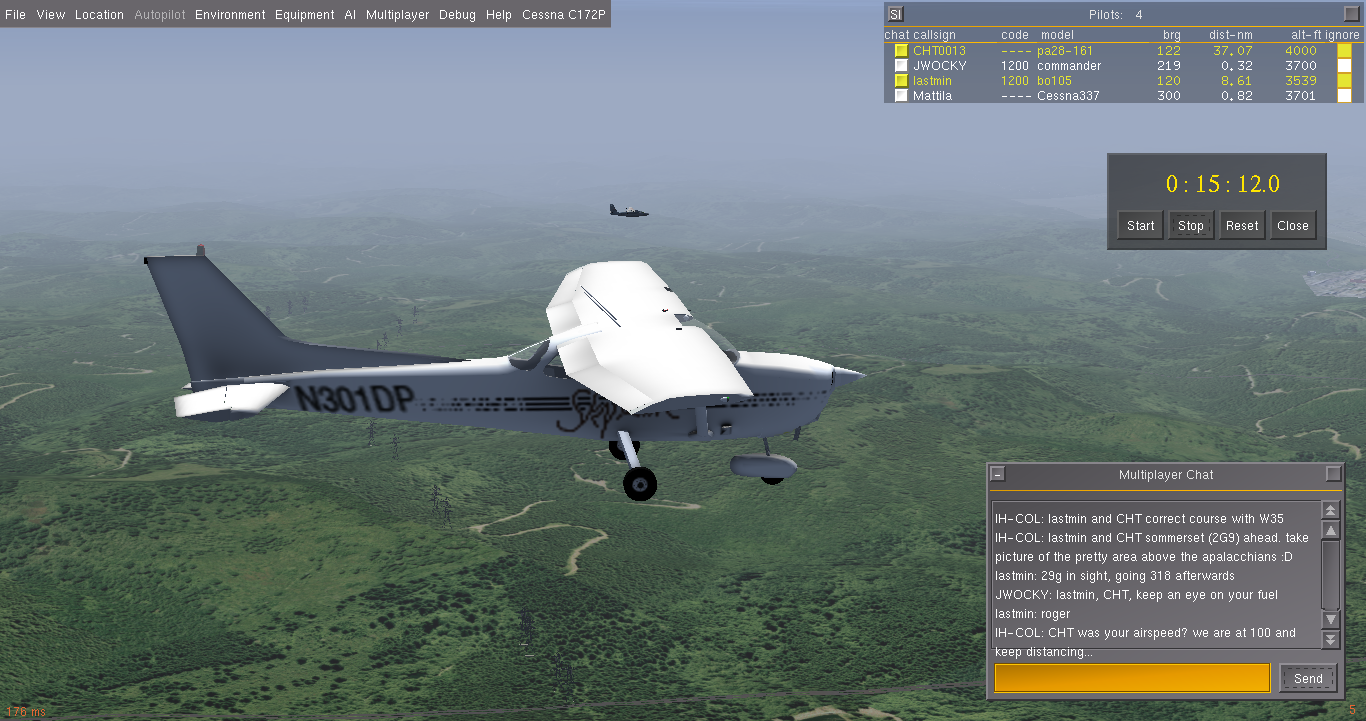 File View Location Autopilot Environment Equipment AI Multiplayer Debug Help Cessna C172P
SI Pilots: 4
chat callsign code model brg dist-nm alt-ft ignore
CHT0013 ---- pa28-161 122 37.07 4000
JWOCKY 1200 commander 219 0.32 3700
lastmin 1200 bo105 120 8.61 3539
Mattila ---- Cessna337 300 0.82 3701
0:15:12.0
Start Stop Reset Close
N301DP
Multiplayer Chat
IH-COL: lastmin and CHT correct course with W35
IH-COL: lastmin and CHT sommerset (2G9) ahead. take
picture of the pretty area above the apalacchians :D
lastmin: 29g in sight, going 318 afterwards
JWOCKY: lastmin, CHT, keep an eye on your fuel
lastmin: roger
IH-COL: CHT was your airspeed? we are at 100 and
keep distancing...
Send
176 ms
5